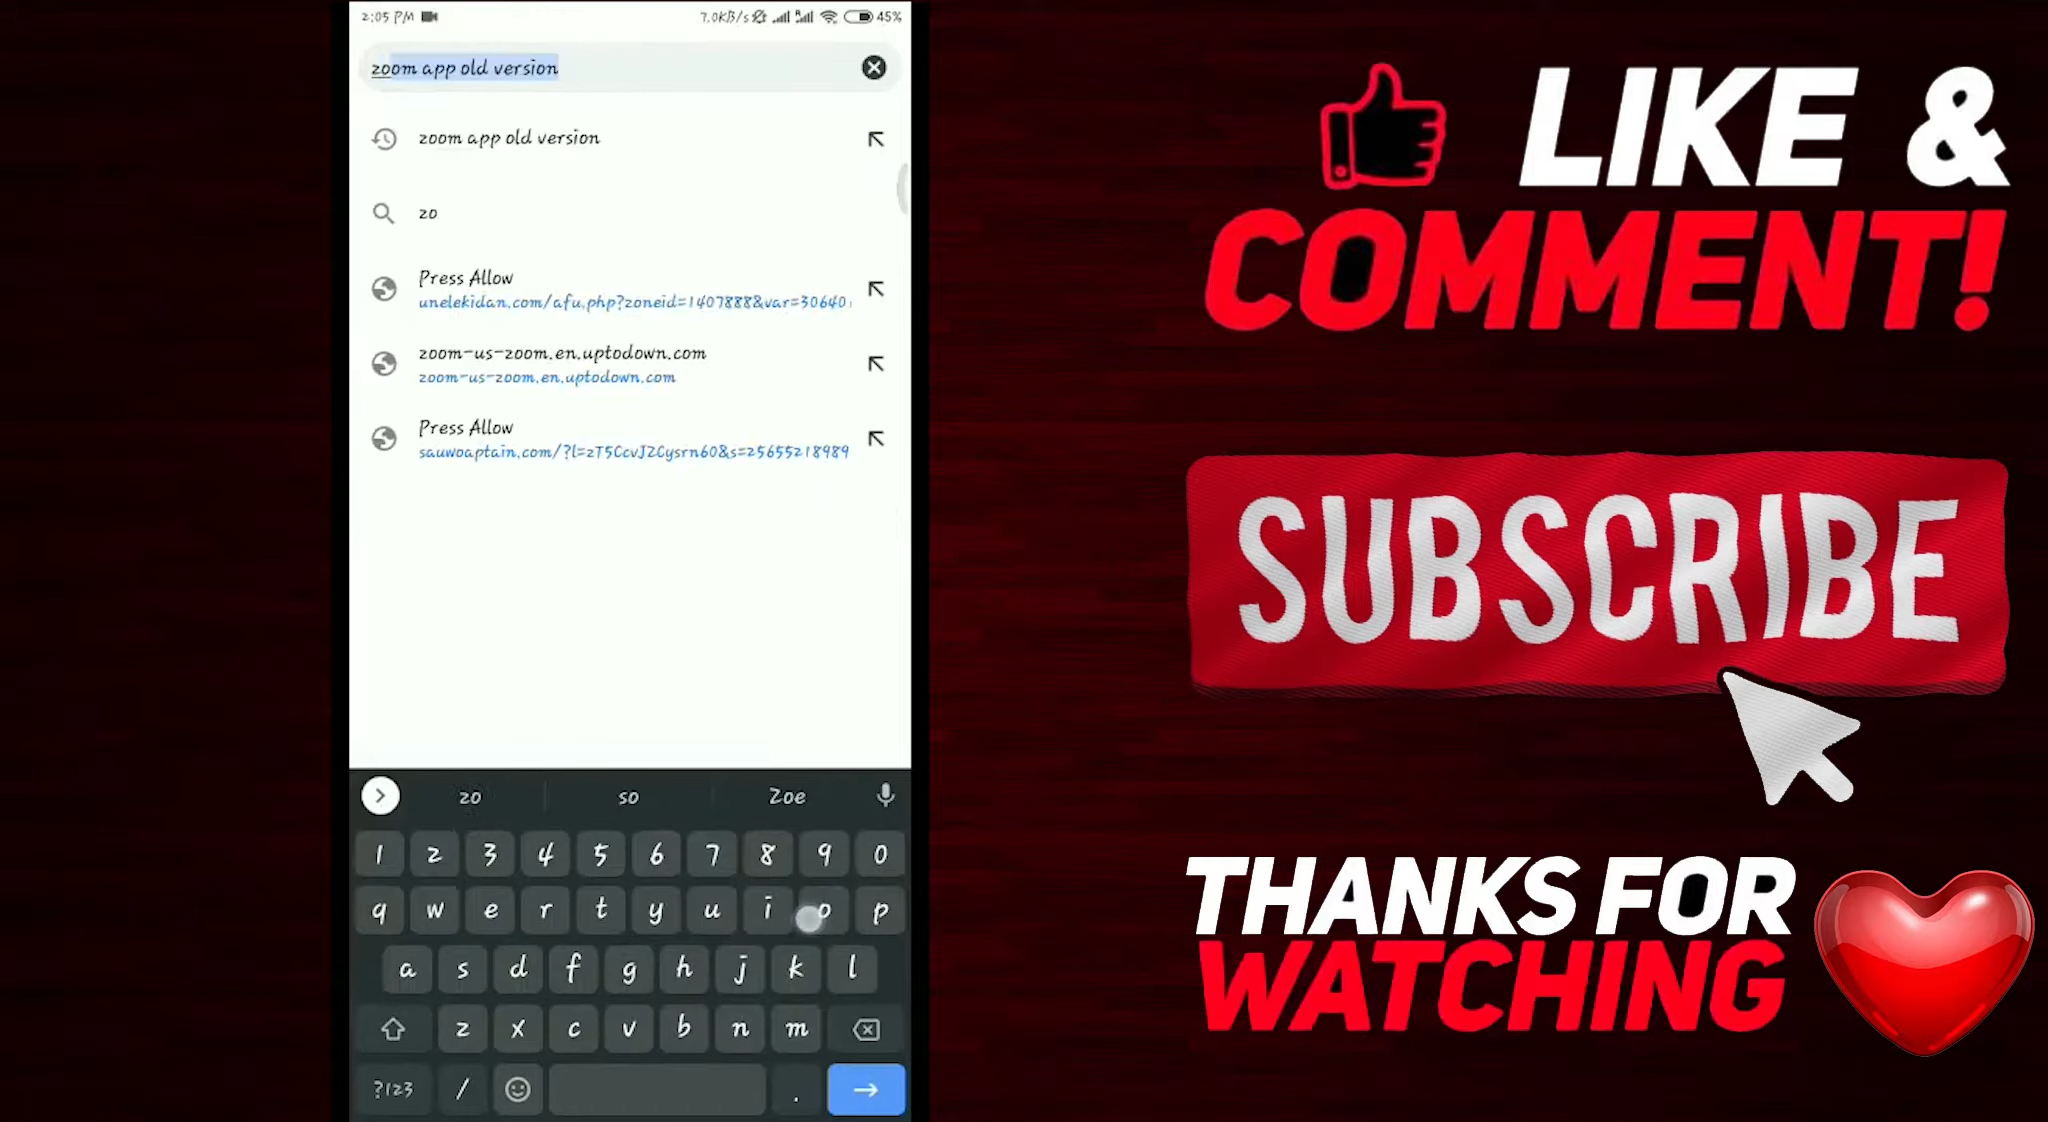 2:05 PM
7.0KB/s 45%
zoom app old version
zoom app old version
zo
Press Allow
unelekidan.com/afu.php?zoneid=1407888&var=30640
zoom-us-zoom.en.uptodown.com
zoom-us-zoom.en.uptodown.com
Press Allow
sauwoaptain.com/?l=zT5CcvJZCysrn60&s=25655218989
zo so Zoe
1 2 3 4 5 6 7 8 9 0
q w e r t y u i o p
a s d f g h j k l
z x c v b n m
?123 / .
LIKE &
COMMENT!
SUBSCRIBE
THANKS FOR
WATCHING